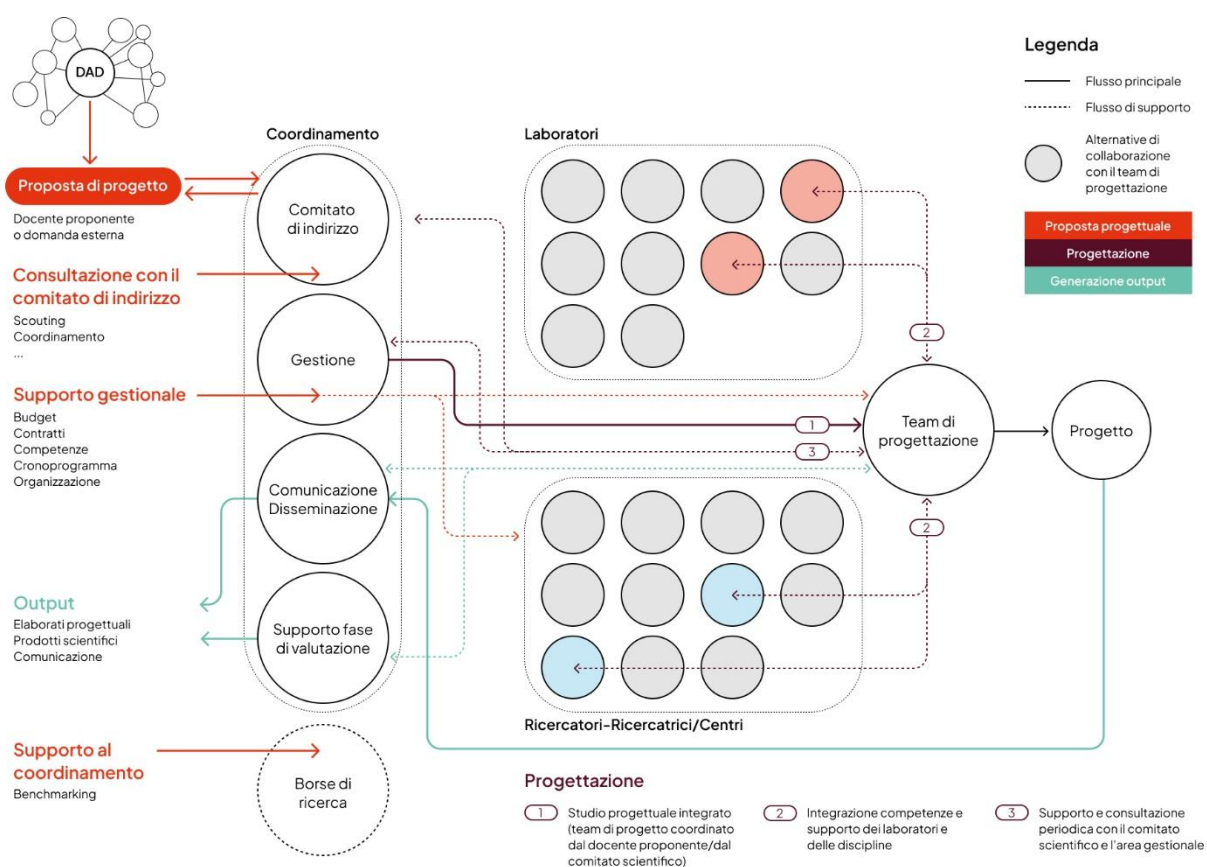 DAD
Proposta di progetto
Docente proponente
o domanda esterna
Consultazione con il
comitato di indirizzo
Scouting
Coordinamento
...
Supporto gestionale
Budget
Contratti
Competenze
Cronoprogramma
Organizzazione
Output
Elaborati progettuali
Prodotti scientifici
Comunicazione
Supporto al
coordinamento
Benchmarking
Coordinamento
Comitato
di indirizzo
Gestione
Comunicazione
Disseminazione
Supporto fase
di valutazione
Borse di
ricerca
Laboratori
2
1
3
2
Ricercatori-Ricercatrici/Centri
Team di
progettazione
Progetto
Legenda
Flusso principale
Flusso di supporto
Alternative di
collaborazione
con il team di
progettazione
Proposta progettuale
Progettazione
Generazione output
Progettazione
1
Studio progettuale integrato
(team di progetto coordinato
dal docente proponente/dal
comitato scientifico)
2
Integrazione competenze e
supporto dei laboratori e
delle discipline
3
Supporto e consultazione
periodica con il comitato
scientifico e l'area gestionale